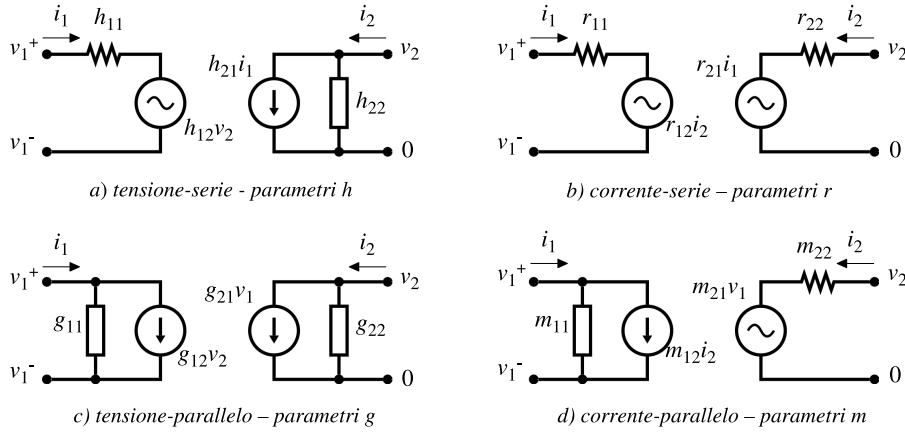 i1 h11 i2
v1+ h21i1 v2
h12v2 h22
v1- 0
a) tensione-serie - parametri h
i1 r11 r22 i2
v1+ r21i1 v2
r12i2
v1- 0
b) corrente-serie – parametri r
i1 i2
v1+ g21v1 v2
g11 g12v2 g22
v1- 0
c) tensione-parallelo – parametri g
i1 m22 i2
v1+ m21v1 v2
m11 m12i2
v1- 0
d) corrente-parallelo – parametri m